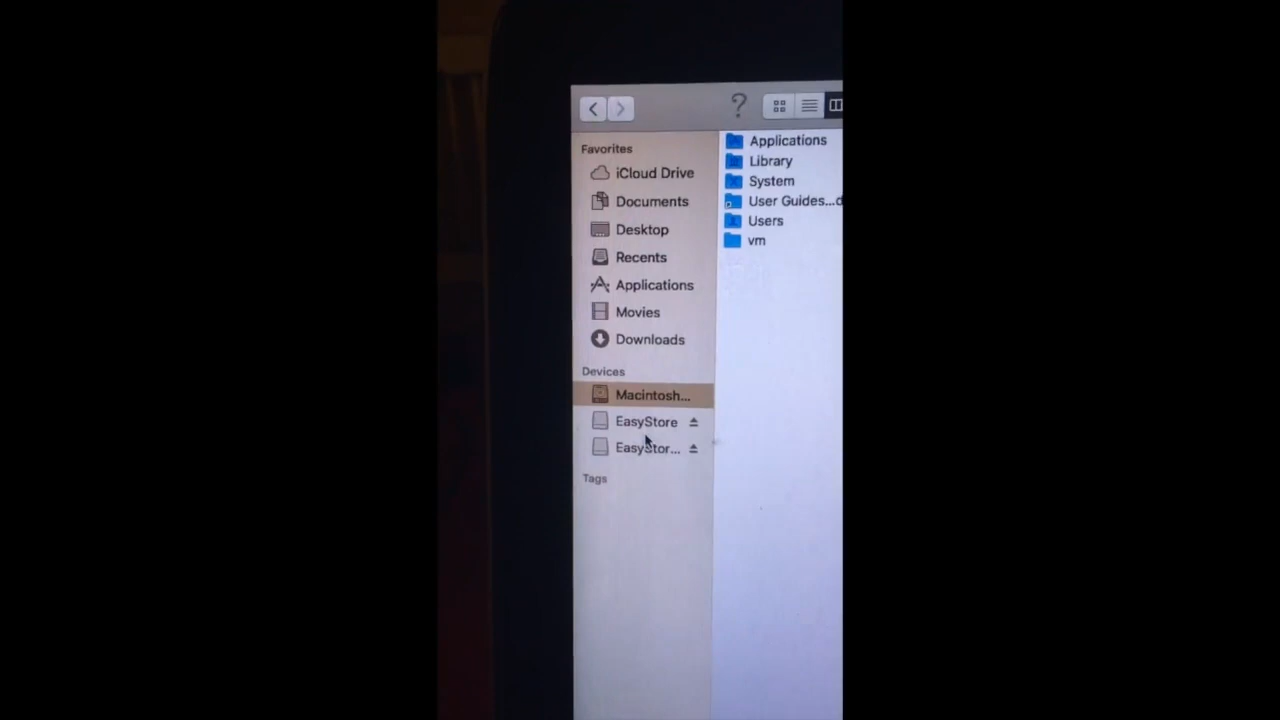 ?
Favorites
iCloud Drive
Documents
Desktop
Recents
Applications
Movies
Downloads
Devices
Macintosh...
EasyStore
EasyStor...
Tags
Applications
Library
System
User Guides...d
Users
vm